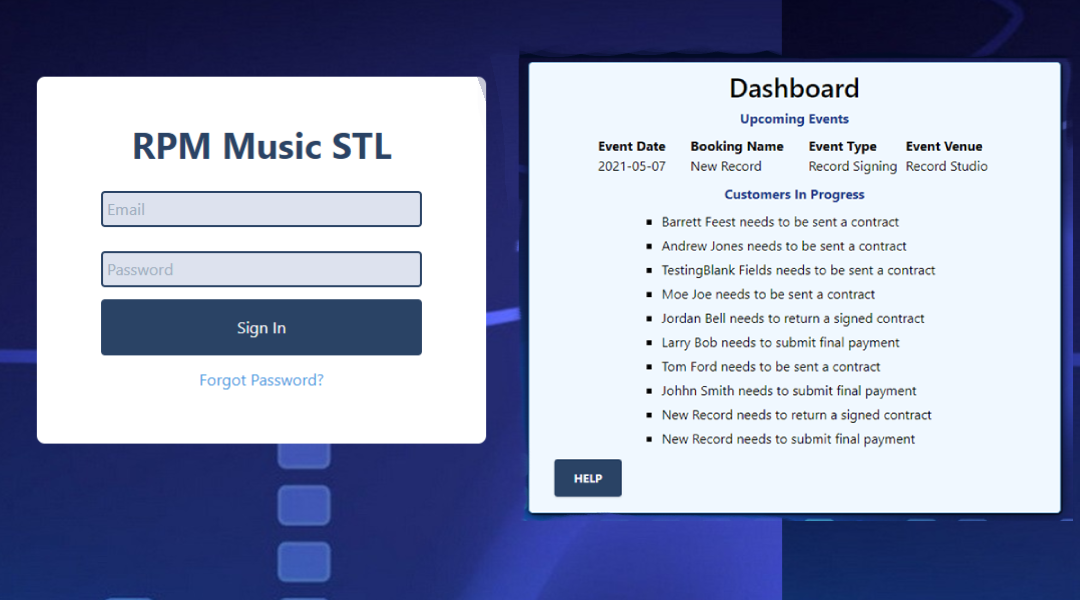 RPM Music STL
Email
Password
Sign In
Forgot Password?
Dashboard
Upcoming Events
Event Date Booking Name Event Type Event Venue
2021-05-07 New Record Record Signing Record Studio
Customers In Progress
Barrett Feest needs to be sent a contract
Andrew Jones needs to be sent a contract
TestingBlank Fields needs to be sent a contract
Moe Joe needs to be sent a contract
Jordan Bell needs to return a signed contract
Larry Bob needs to submit final payment
Tom Ford needs to be sent a contract
Johhn Smith needs to submit final payment
New Record needs to return a signed contract
New Record needs to submit final payment
HELP